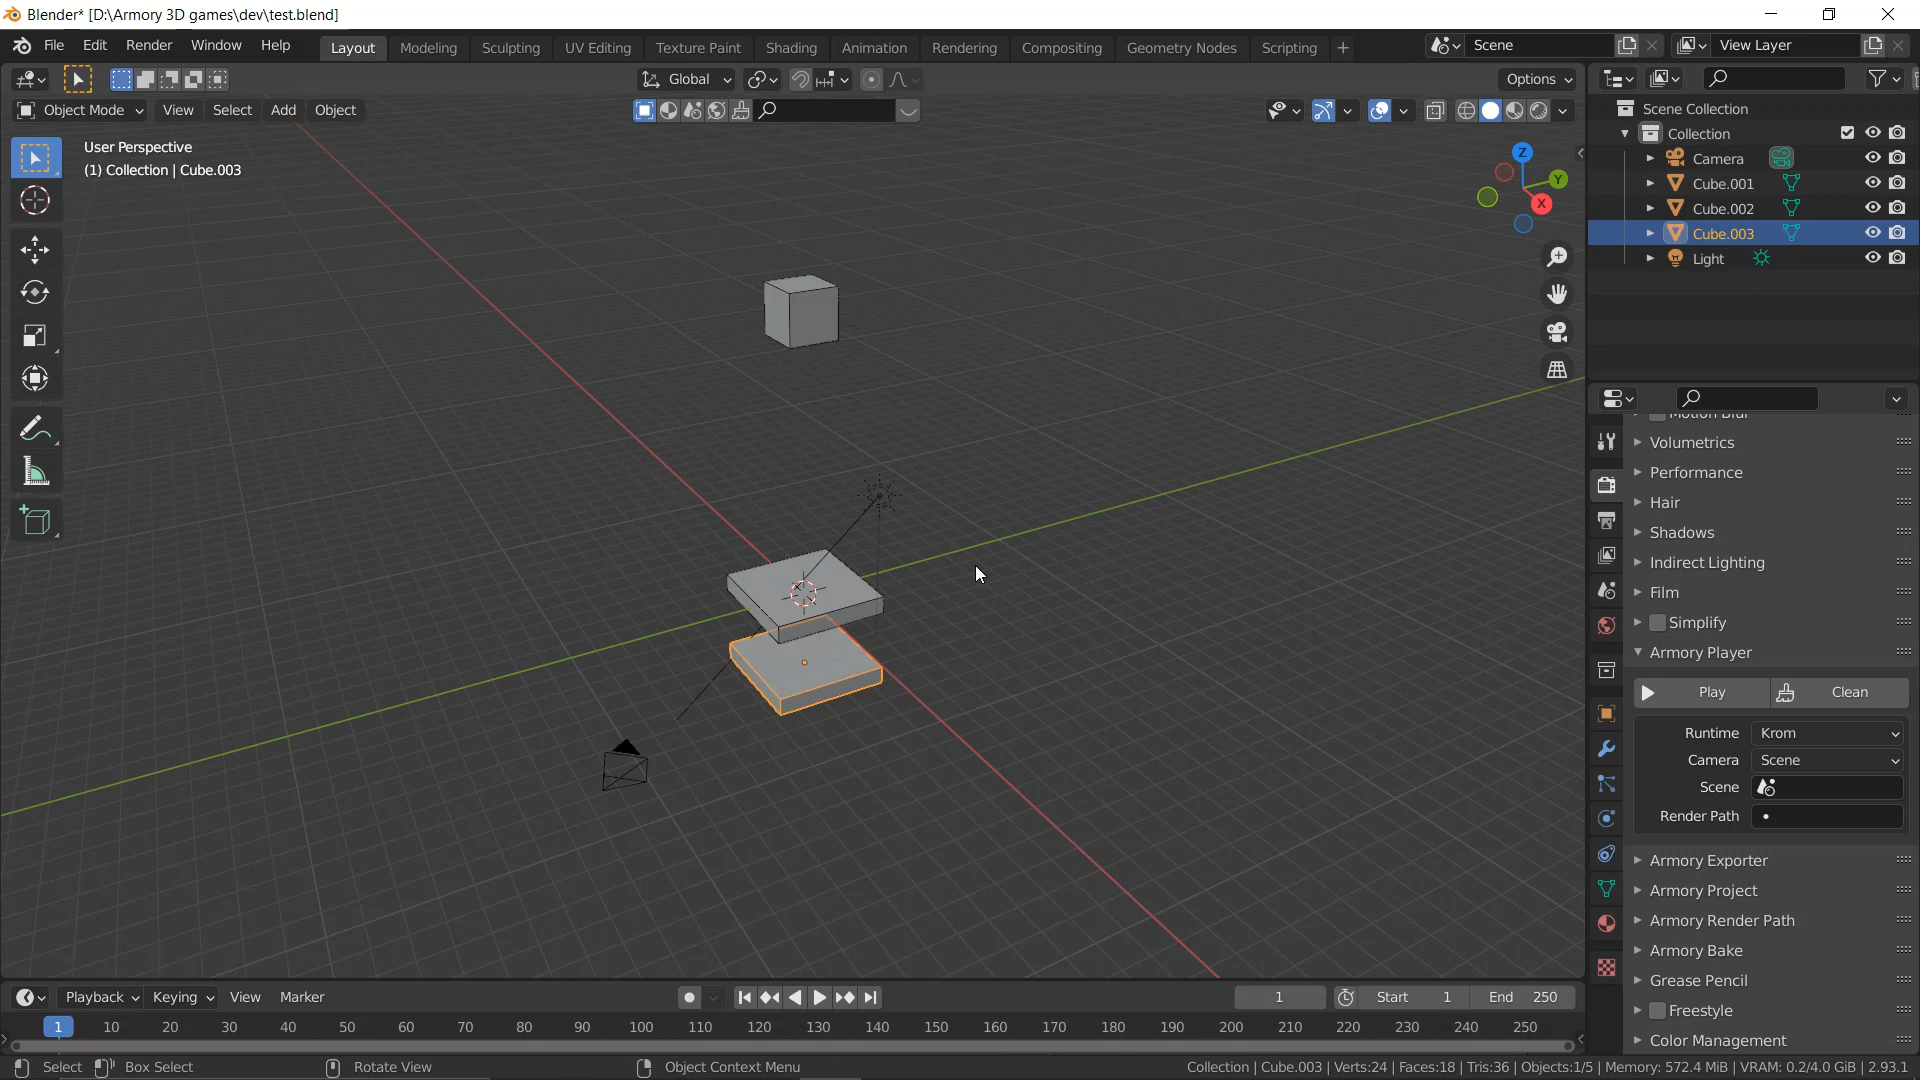 Blender* [D:\Armory 3D games\dev\test.blend]
File Edit Render Window Help Layout Modeling Sculpting UV Editing Texture Paint Shading Animation Rendering Compositing Geometry Nodes Scripting + Scene View Layer
Global Options
Object Mode View Select Add Object
User Perspective
(1) Collection | Cube.003
Z
Y
X
Scene Collection
Collection
Camera
Cube.001
Cube.002
Cube.003
Light
Motion Blur
Volumetrics
Performance
Hair
Shadows
Indirect Lighting
Film
Simplify
Armory Player
Play Clean
Runtime Krom
Camera Scene
Scene
Render Path
Armory Exporter
Armory Project
Armory Render Path
Armory Bake
Grease Pencil
Freestyle
Color Management
Playback Keying View Marker 1 Start 1 End 250
1 10 20 30 40 50 60 70 80 90 100 110 120 130 140 150 160 170 180 190 200 210 220 230 240 250
Select Box Select Rotate View Object Context Menu Collection | Cube.003 | Verts:24 | Faces:18 | Tris:36 | Objects:1/5 | Memory: 572.4 MiB | VRAM: 0.2/4.0 GiB | 2.93.1